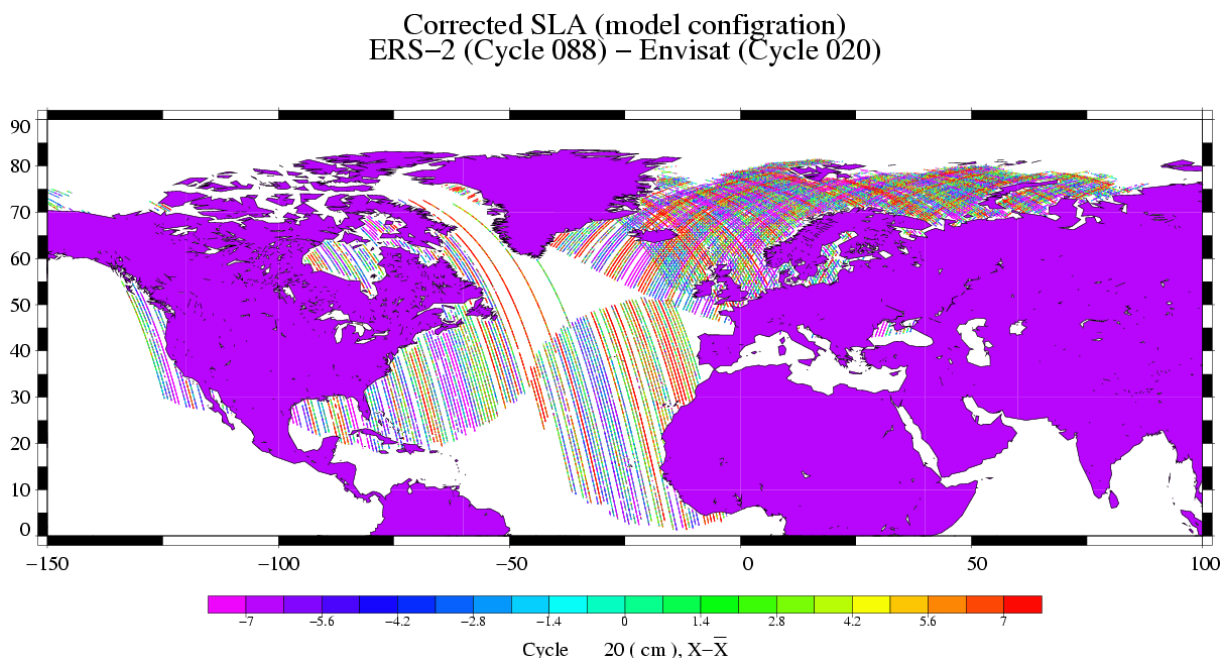 Corrected SLA (model configration)
ERS−2 (Cycle 088) − Envisat (Cycle 020)
90
80
70
60
50
40
30
20
10
0
−150 −100 −50 0 50 100
−7 −5.6 −4.2 −2.8 −1.4 0 1.4 2.8 4.2 5.6 7
Cycle 20 ( cm ), X−X̅